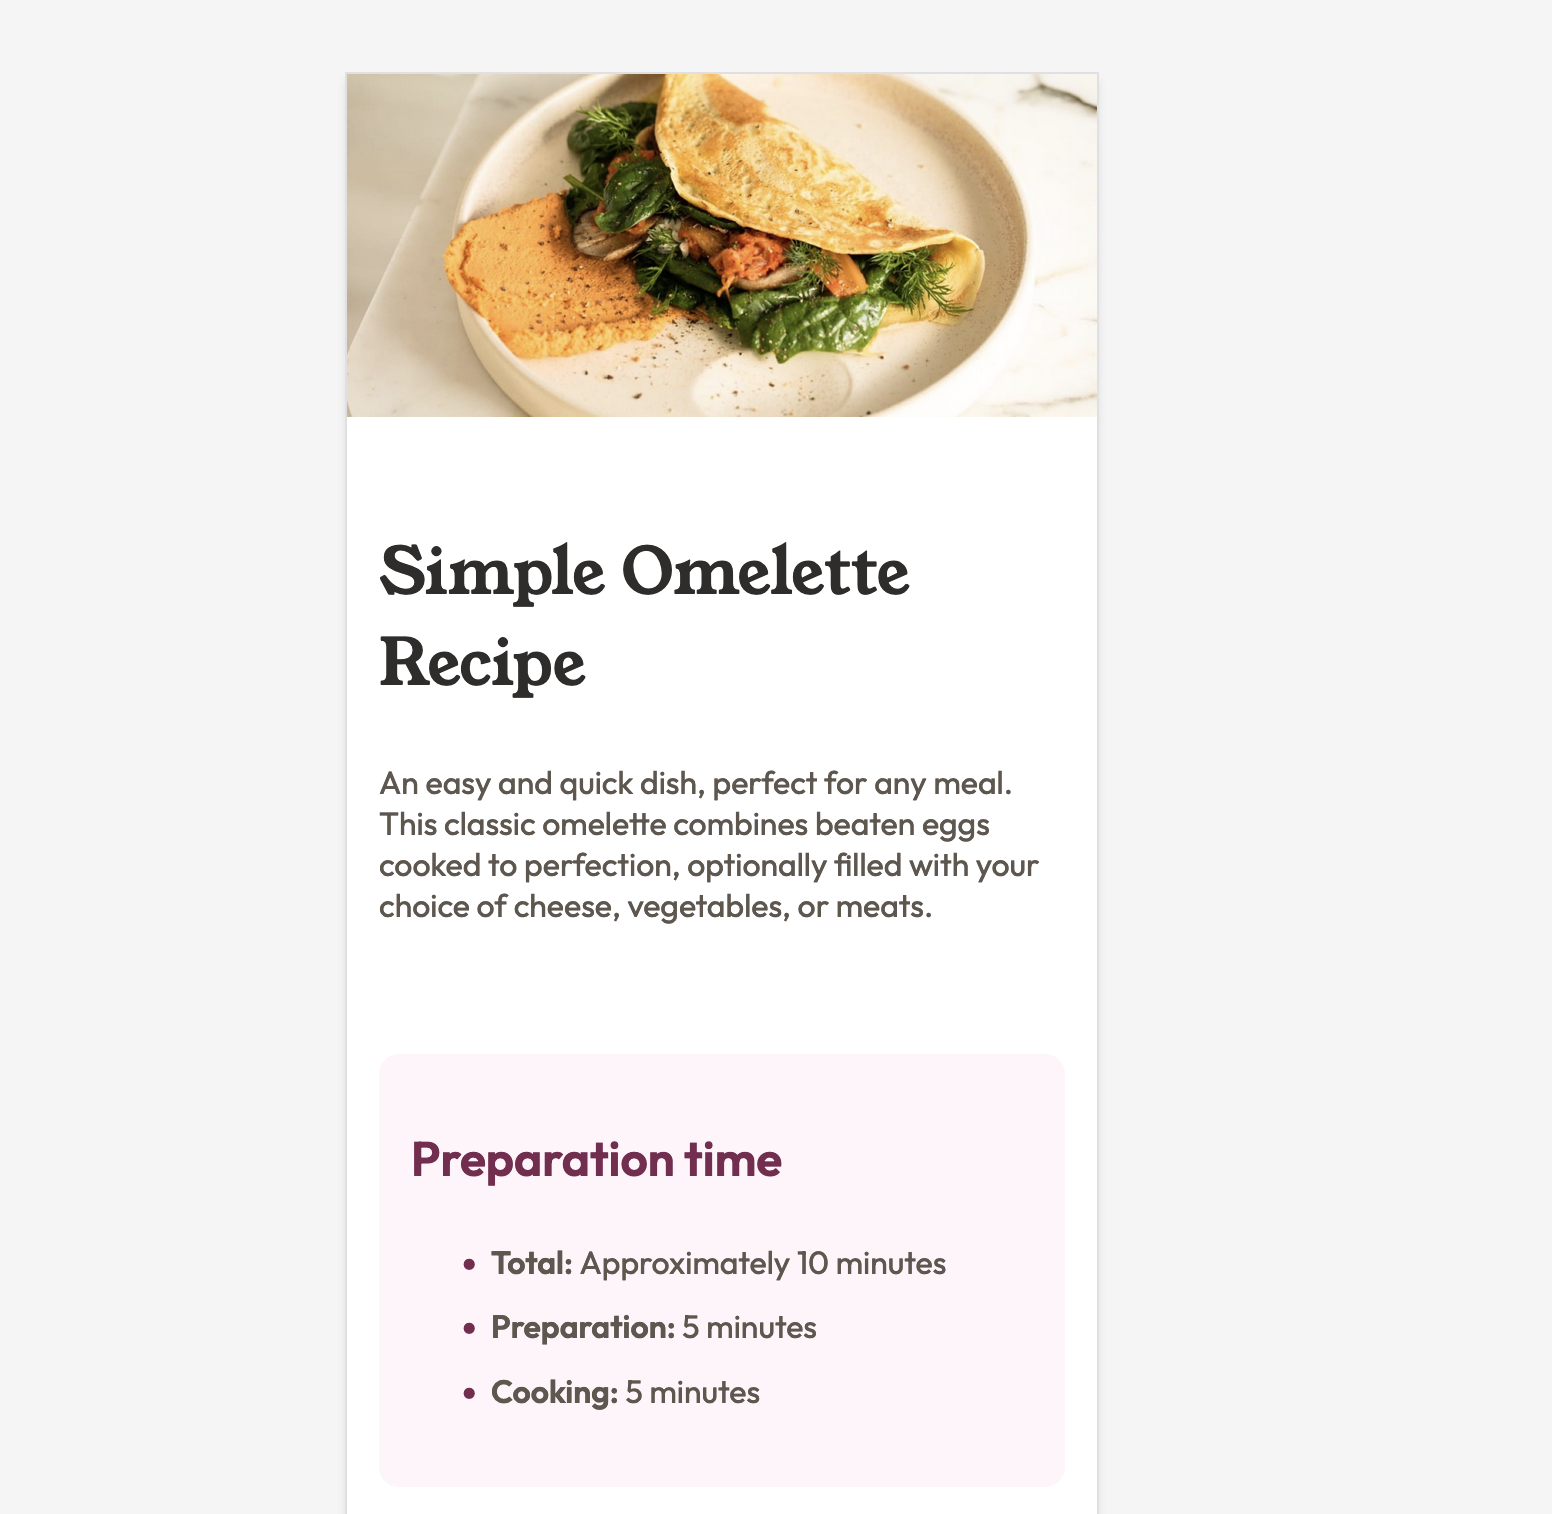 Simple Omelette
Recipe
An easy and quick dish, perfect for any meal.
This classic omelette combines beaten eggs
cooked to perfection, optionally filled with your
choice of cheese, vegetables, or meats.
Preparation time
• Total: Approximately 10 minutes
• Preparation: 5 minutes
• Cooking: 5 minutes